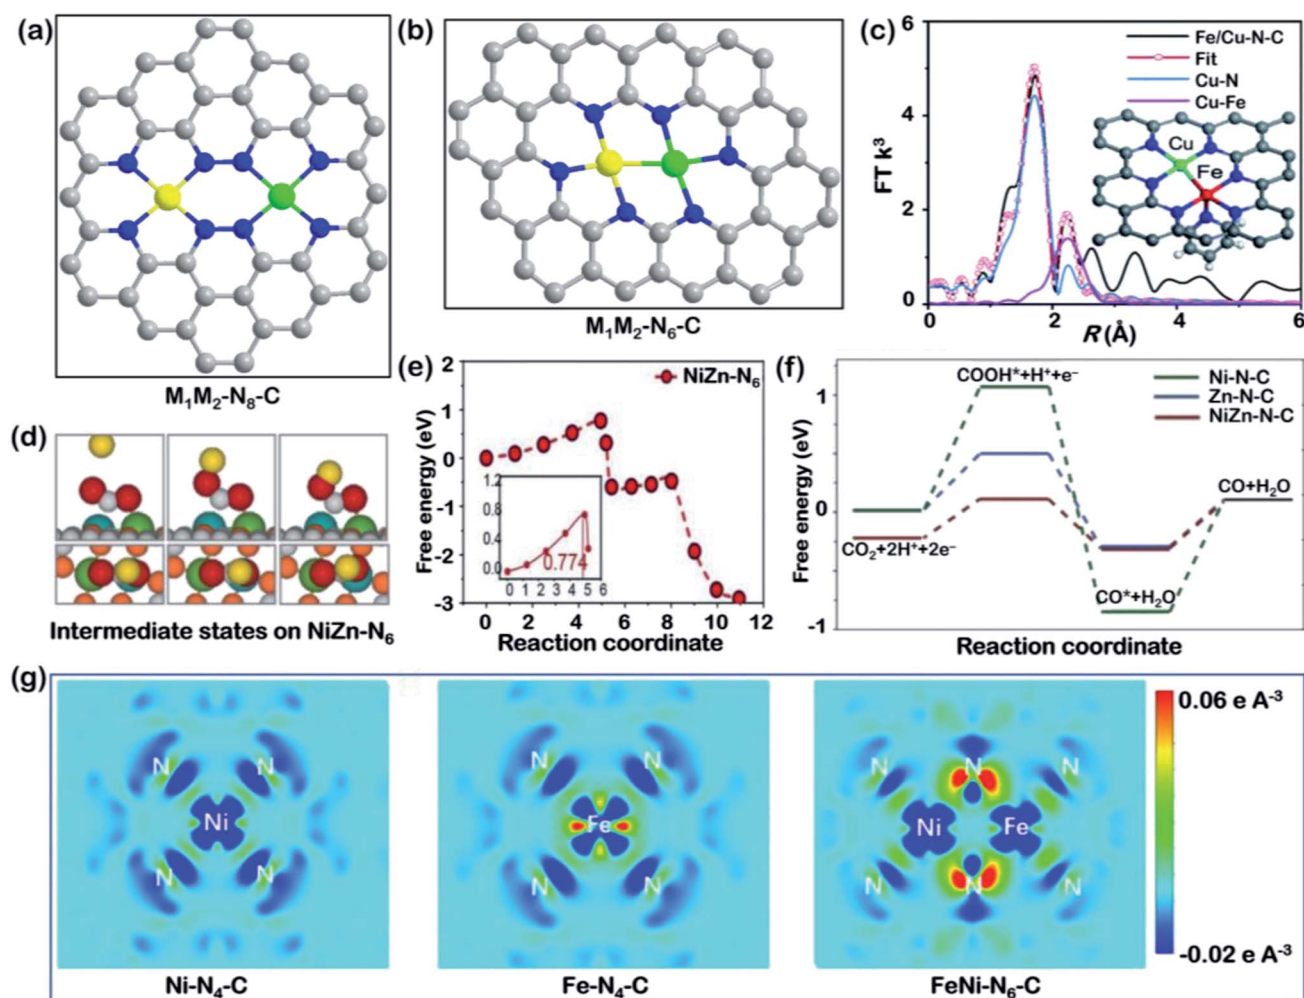 (a)
M₁M₂-N₈-C
(b)
M₁M₂-N₆-C
(c)
6
4
2
0
FT k³
Fe/Cu-N-C
Fit
Cu-N
Cu-Fe
Cu
Fe
0 2 4 6
R (Å)
(d)
Intermediate states on NiZn-N₆
(e)
2
1
0
-1
-2
-3
Free energy (eV)
NiZn-N₆
1.2
0.8
0.4
0.0
0.774
0 1 2 3 4 5 6
0 2 4 6 8 10 12
Reaction coordinate
(f)
1
0
-1
Free energy (eV)
COOH*+H⁺+e⁻
Ni-N-C
Zn-N-C
NiZn-N-C
CO+H₂O
CO₂+2H⁺+2e⁻
CO*+H₂O
Reaction coordinate
(g)
N N
Ni
N N
Ni-N₄-C
N N
Fe
N N
Fe-N₄-C
N N N
Ni Fe
N N N
FeNi-N₆-C
0.06 e A⁻³
-0.02 e A⁻³